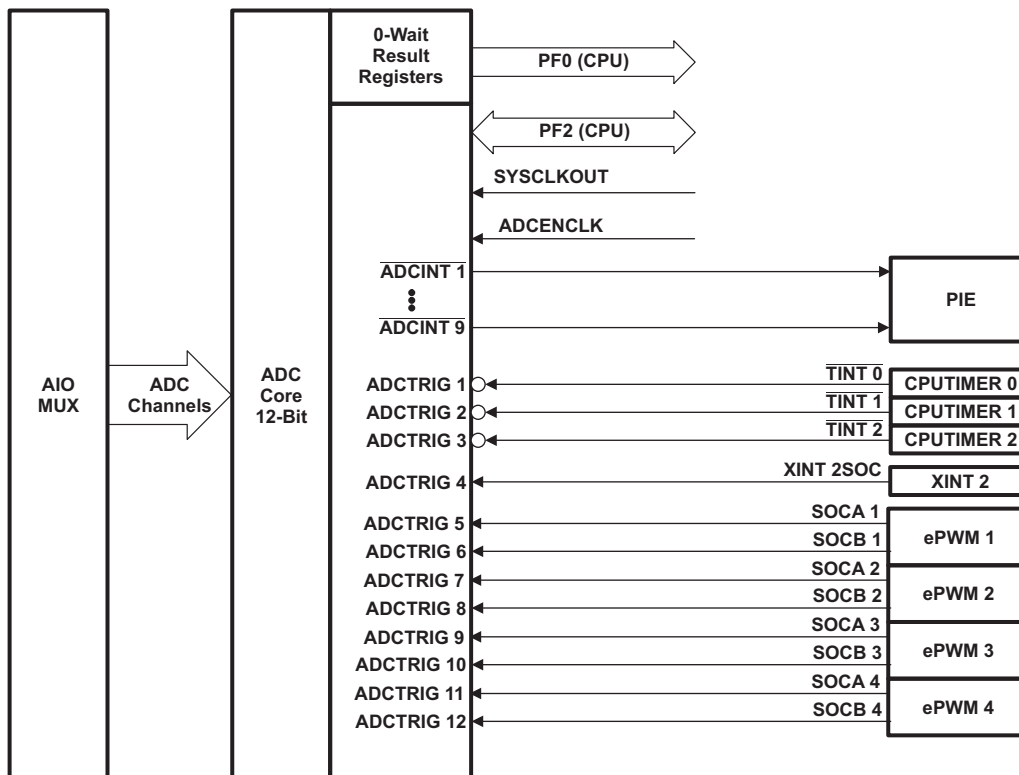 0-Wait
Result
Registers
PF0 (CPU)
PF2 (CPU)
SYSCLKOUT
ADCENCLK
ADCINT 1
ADCINT 9
PIE
AIO
MUX
ADC
Channels
ADC
Core
12-Bit
ADCTRIG 1
TINT 0
CPUTIMER 0
ADCTRIG 2
TINT 1
CPUTIMER 1
ADCTRIG 3
TINT 2
CPUTIMER 2
ADCTRIG 4
XINT 2SOC
XINT 2
ADCTRIG 5
SOCA 1
ePWM 1
ADCTRIG 6
SOCB 1
ADCTRIG 7
SOCA 2
ePWM 2
ADCTRIG 8
SOCB 2
ADCTRIG 9
SOCA 3
ePWM 3
ADCTRIG 10
SOCB 3
ADCTRIG 11
SOCA 4
ePWM 4
ADCTRIG 12
SOCB 4